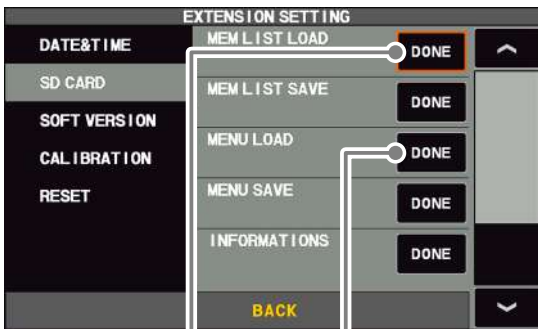 EXTENSION SETTING
DATE&TIME
SD CARD
SOFT VERSION
CALIBRATION
RESET
MEM LIST LOAD DONE
MEM LIST SAVE DONE
MENU LOAD DONE
MENU SAVE DONE
INFORMATIONS DONE
BACK